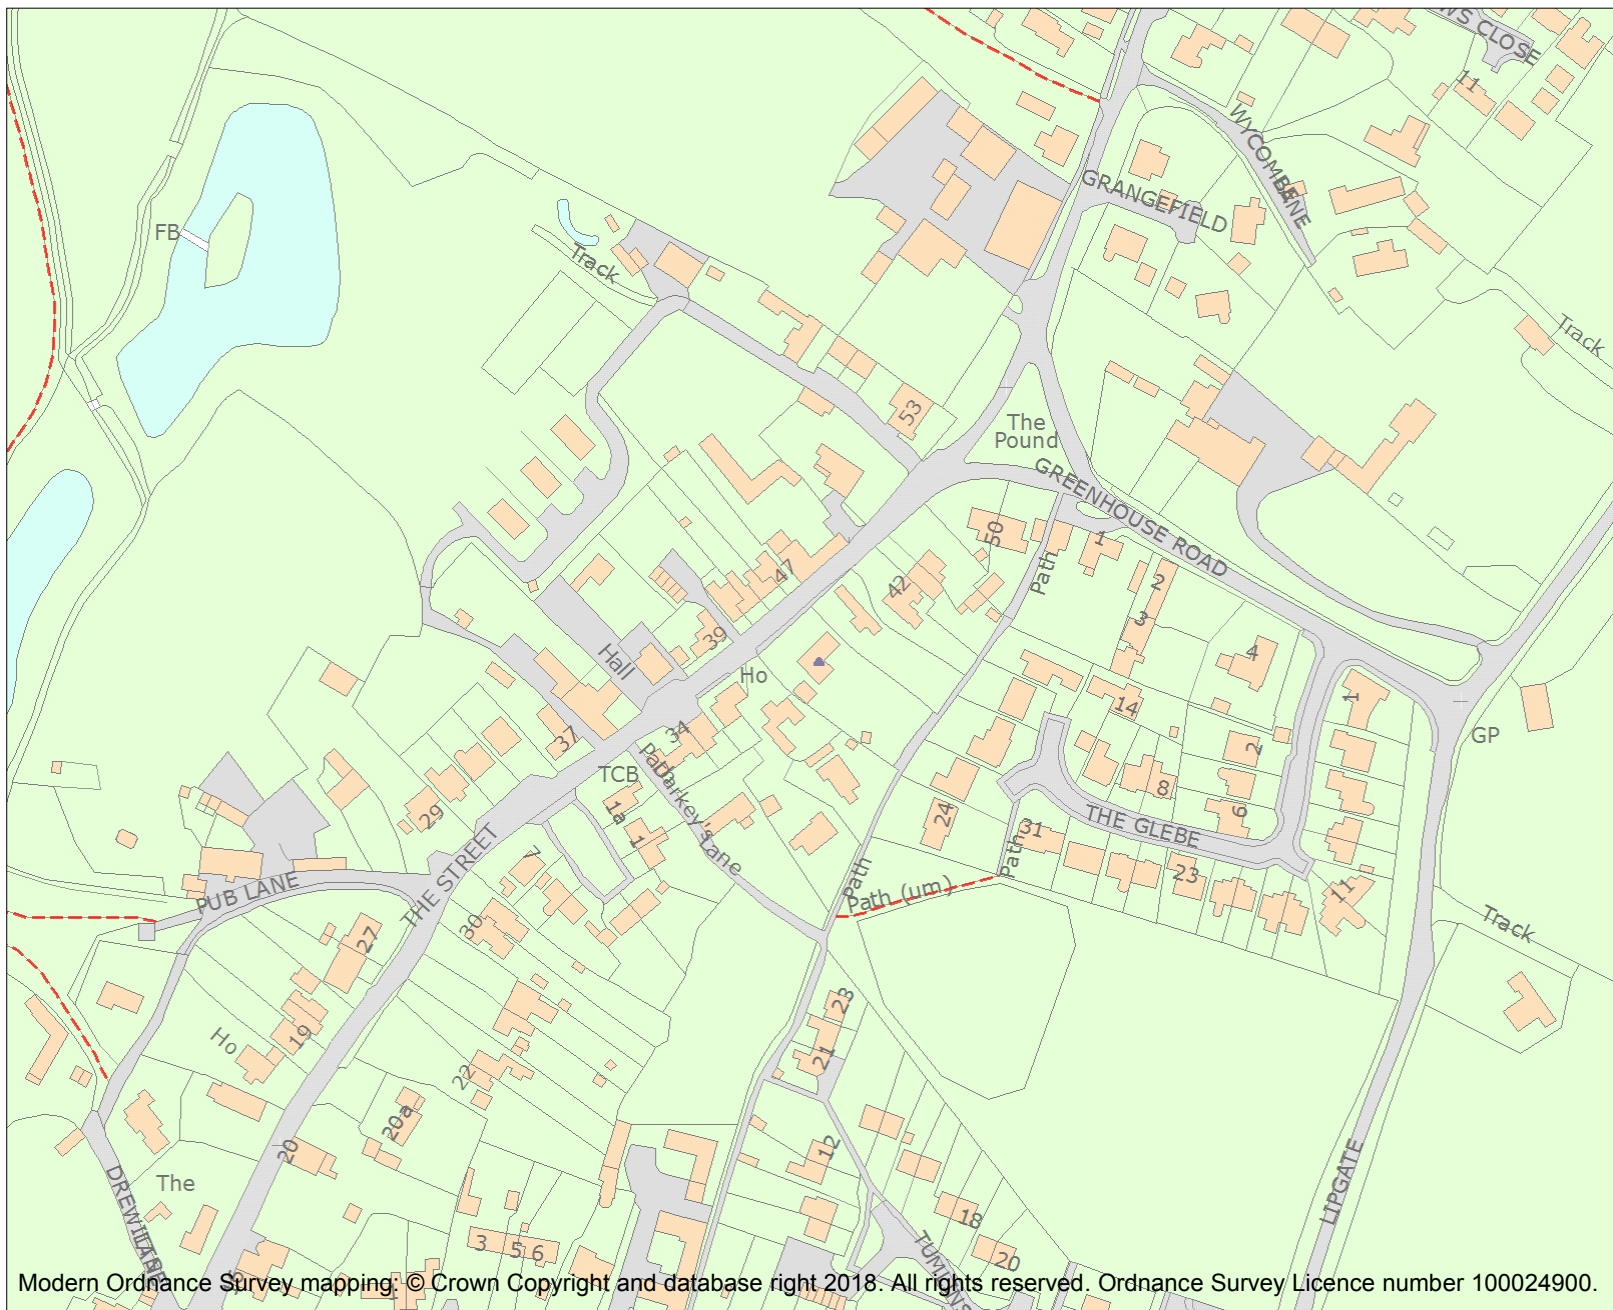 WS CLOSE
11
WYCOMBE
LANE
GRANGEFIELD
FB
Track
Track
53
The
Pound
GREENHOUSE ROAD
50
1
Path
2
47
42
3
39
Hall
4
Ho
1
14
34
37
GP
2
Path
TCB
Darkey's
Lane
8
1a
29
6
24
THE GLEBE
31
1
7
THE STREET
Path
Path
23
PUB LANE
Path (um)
11
30
27
Track
23
Ho
19
21
22
20a
12
20
LIPGATE
DREWITTS
LANE
The
18
3
5
6
20
Modern Ordnance Survey mapping: © Crown Copyright and database right 2018. All rights reserved. Ordnance Survey Licence number 100024900.